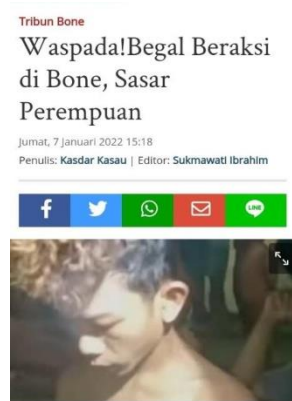 Tribun Bone
Waspada!Begal Beraksi
di Bone, Sasar
Perempuan
Jumat, 7 Januari 2022 15:18
Penulis: Kasdar Kasau | Editor: Sukmawati Ibrahim
LINE